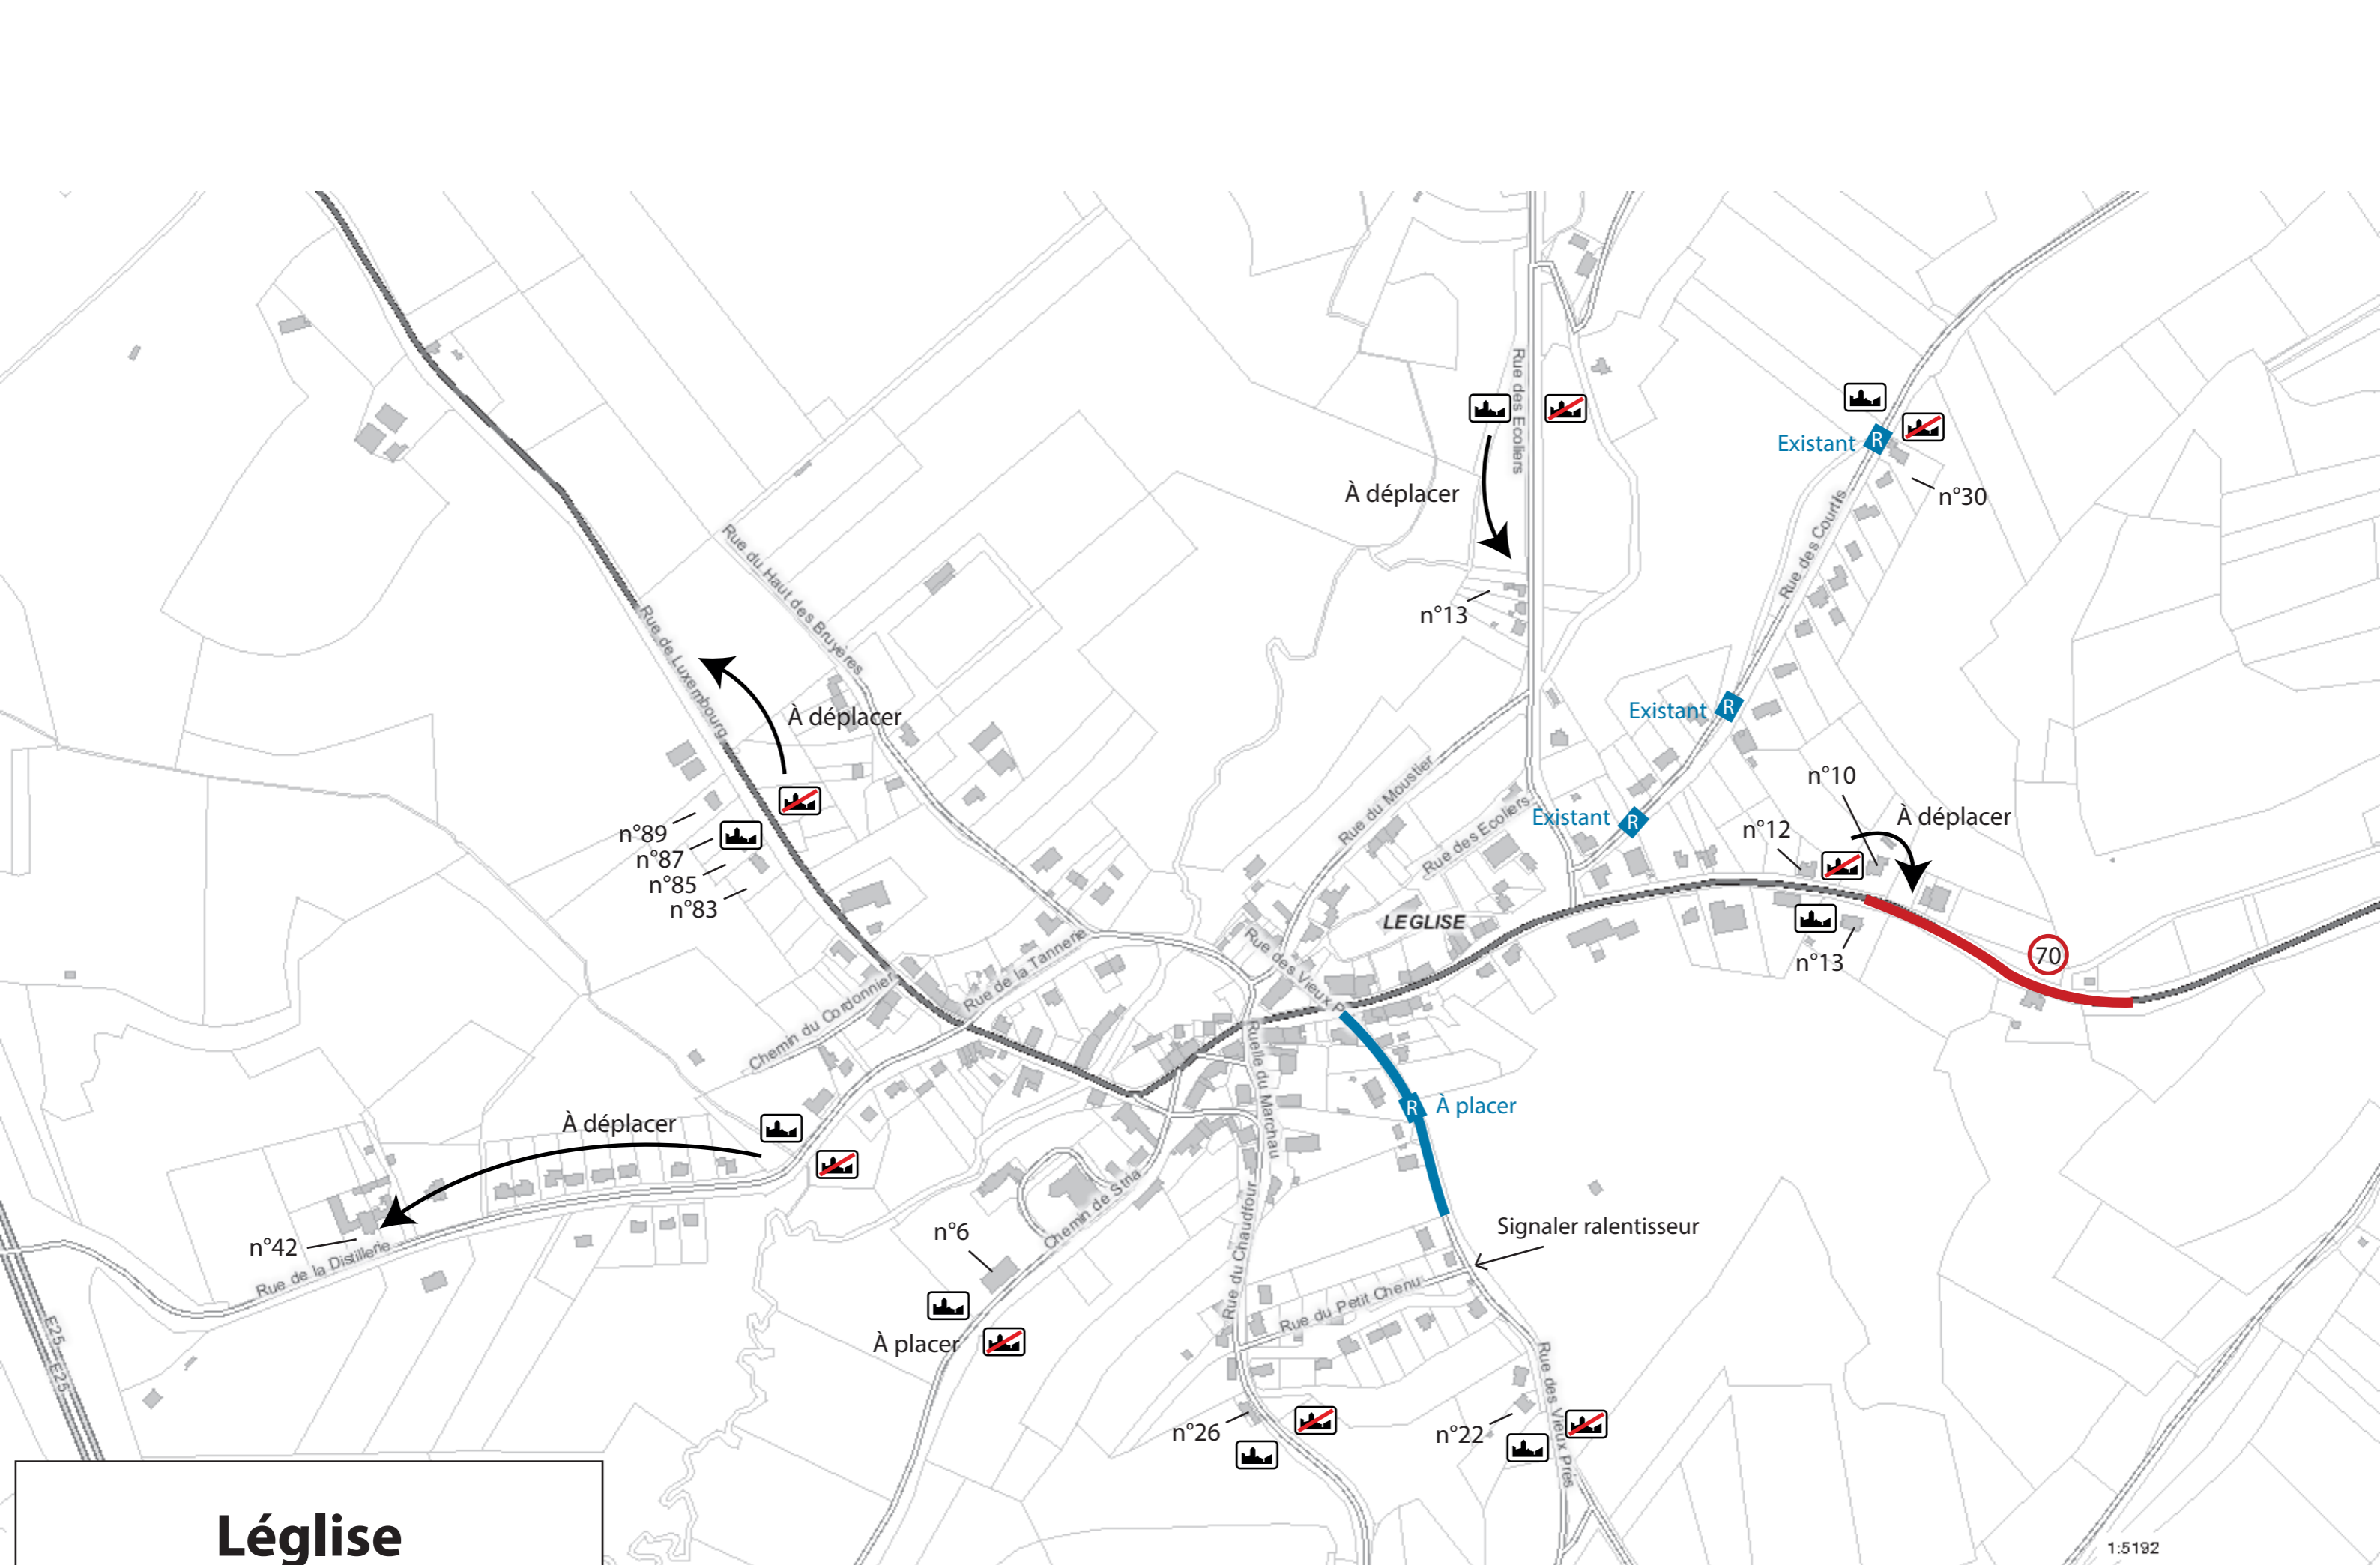 Rue des Ecoliers
Existant
R
n°30
À déplacer
Rue des Courtis
n°13
Rue du Haut des Bruyères
Rue de Luxembourg
À déplacer
Existant
R
n°10
À déplacer
n°12
Existant
R
Rue du Moustier
Rue des Ecoliers
n°89
n°87
n°85
n°83
LEGLISE
n°13
70
Rue des Vieux P
Rue de la Tannerie
Chemin du Cordonnier
Ruelle du Marchau
R
À placer
À déplacer
n°42
Rue de la Distillerie
Chemin de Stria
n°6
Rue du Chaudfour
Signaler ralentisseur
Rue du Petit Chenu
À placer
E25
E25
Rue des Vieux Prés
n°26
n°22
Léglise
1:5192